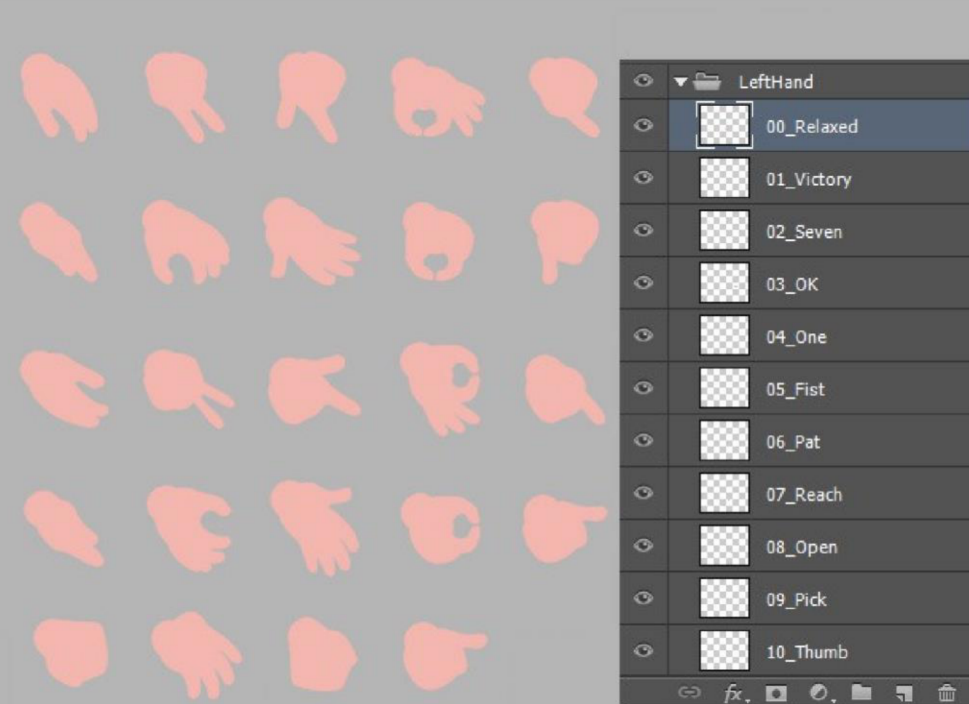 LeftHand
00_Relaxed
01_Victory
02_Seven
03_OK
04_One
05_Fist
06_Pat
07_Reach
08_Open
09_Pick
10_Thumb
fx